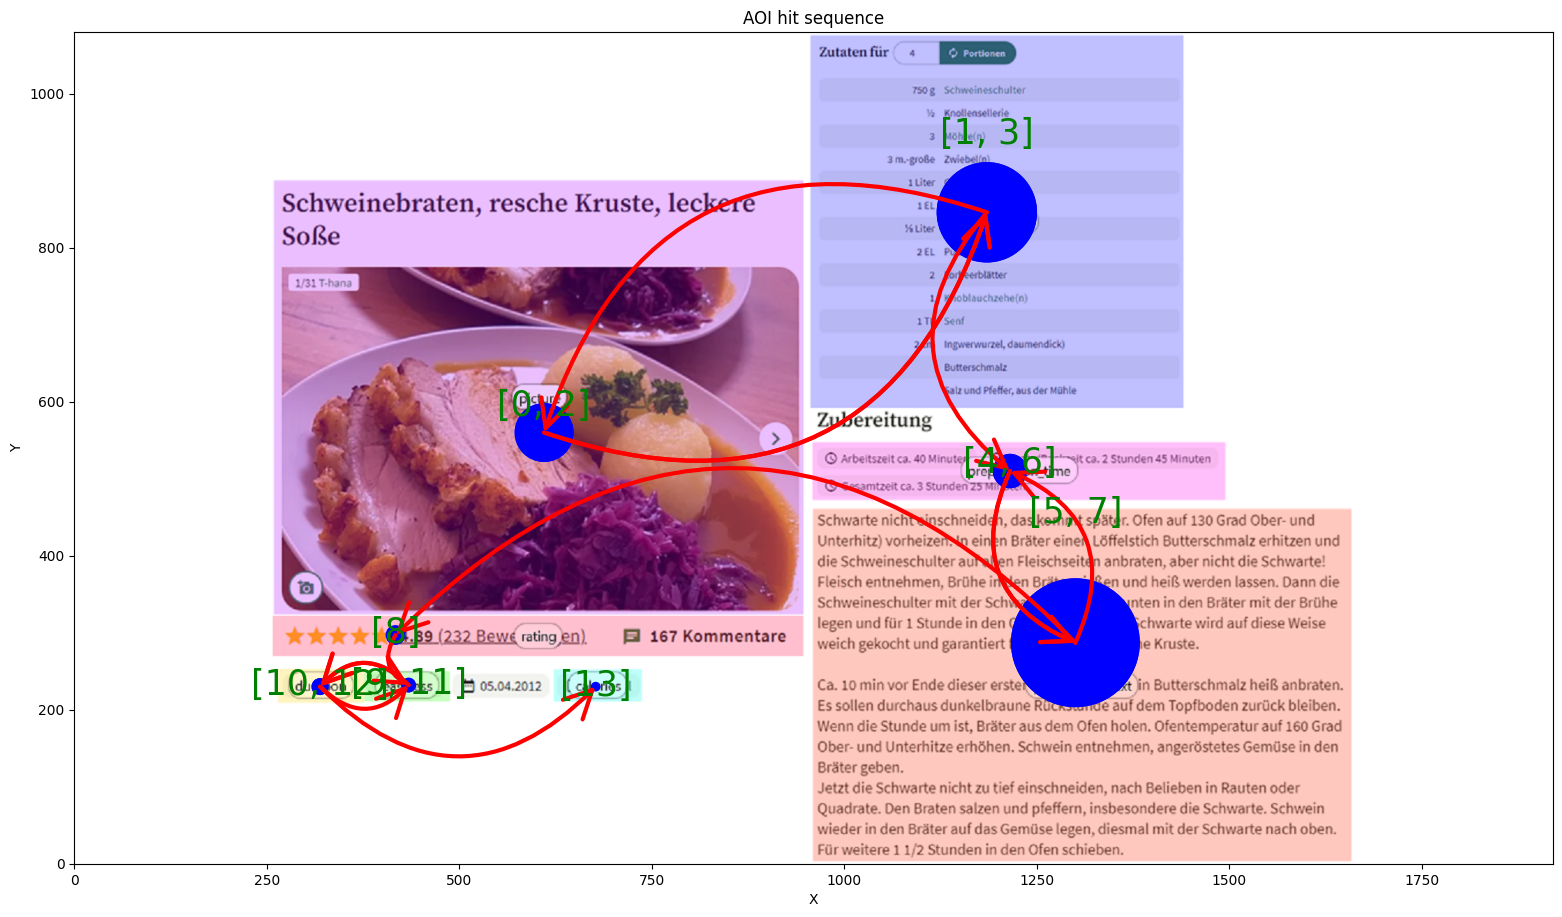 AOI hit sequence
Y
1000
800
600
400
200
0
0
250
500
750
1000
1250
1500
1750
X
Schweinebraten, resche Kruste, leckere
Soße
1/31 T-hana
picture
[0, 2]
(232
rating
167 Kommentare
[8]
[9, 11]
05.04.2012
[13]
Zutaten für 4 Portionen
750 g Schweineschulter
½ Knollensellerie
3 Möhre(n)
[1, 3]
3 m.-große Zwiebel(n)
1 Liter
1 EL
⅛ Liter
2 EL
2 Lorbeerblätter
1 Knoblauchzehe(n)
Senf
Ingwerwurzel, daumendick)
Butterschmalz
Salz und Pfeffer, aus der Mühle
Zubereitung
Arbeitszeit ca. 40 Minuten ca. 2 Stunden 45 Minuten
Gesamtzeit ca. 3 Stunden 25
[4, 6]
[5, 7]
Schwarte nicht einschneiden, das kommt später. Ofen auf 130 Grad Ober- und
Unterhitz) vorheizen. In einen Bräter einen Löffelstich Butterschmalz erhitzen und
die Schweineschulter auf allen Fleischseiten anbraten, aber nicht die Schwarte!
Fleisch entnehmen, Brühe in den und heiß werden lassen. Dann die
Schweineschulter mit der unten in den Bräter mit der Brühe
legen und für 1 Stunde in den Schwarte wird auf diese Weise
weich gekocht und garantiert Kruste.
Ca. 10 min vor Ende dieser ersten in Butterschmalz heiß anbraten.
Es sollen durchaus dunkelbraune Rückstände auf dem Topfboden zurück bleiben.
Wenn die Stunde um ist, Bräter aus dem Ofen holen. Ofentemperatur auf 160 Grad
Ober- und Unterhitze erhöhen. Schwein entnehmen, angeröstetes Gemüse in den
Bräter geben.
Jetzt die Schwarte nicht zu tief einschneiden, nach Belieben in Rauten oder
Quadrate. Den Braten salzen und pfeffern, insbesondere die Schwarte. Schwein
wieder in den Bräter auf das Gemüse legen, diesmal mit der Schwarte nach oben.
Für weitere 1 1/2 Stunden in den Ofen schieben.